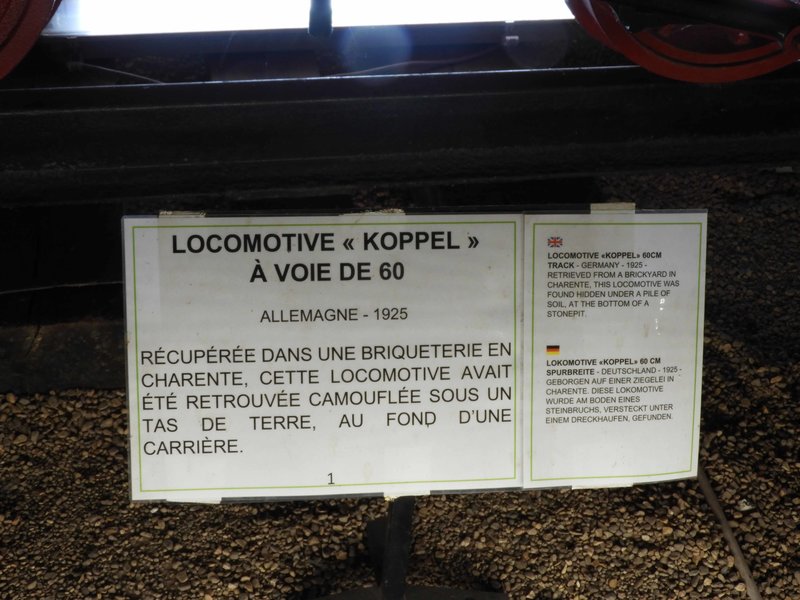 LOCOMOTIVE « KOPPEL »
À VOIE DE 60
ALLEMAGNE - 1925
RÉCUPÉRÉE DANS UNE BRIQUETERIE EN
CHARENTE, CETTE LOCOMOTIVE AVAIT
ÉTÉ RETROUVÉE CAMOUFLÉE SOUS UN
TAS DE TERRE, AU FOND D'UNE
CARRIÈRE.
1
LOCOMOTIVE «KOPPEL» 60CM
TRACK - GERMANY - 1925 -
RETRIEVED FROM A BRICKYARD IN
CHARENTE, THIS LOCOMOTIVE WAS
FOUND HIDDEN UNDER A PILE OF
SOIL, AT THE BOTTOM OF A
STONEPIT.
LOKOMOTIVE «KOPPEL» 60 CM
SPURBREITE - DEUTSCHLAND - 1925 -
GEBORGEN AUF EINER ZIEGELEI IN
CHARENTE. DIESE LOKOMOTIVE
WURDE AM BODEN EINES
STEINBRUCHS, VERSTECKT UNTER
EINEM DRECKHAUFEN, GEFUNDEN.